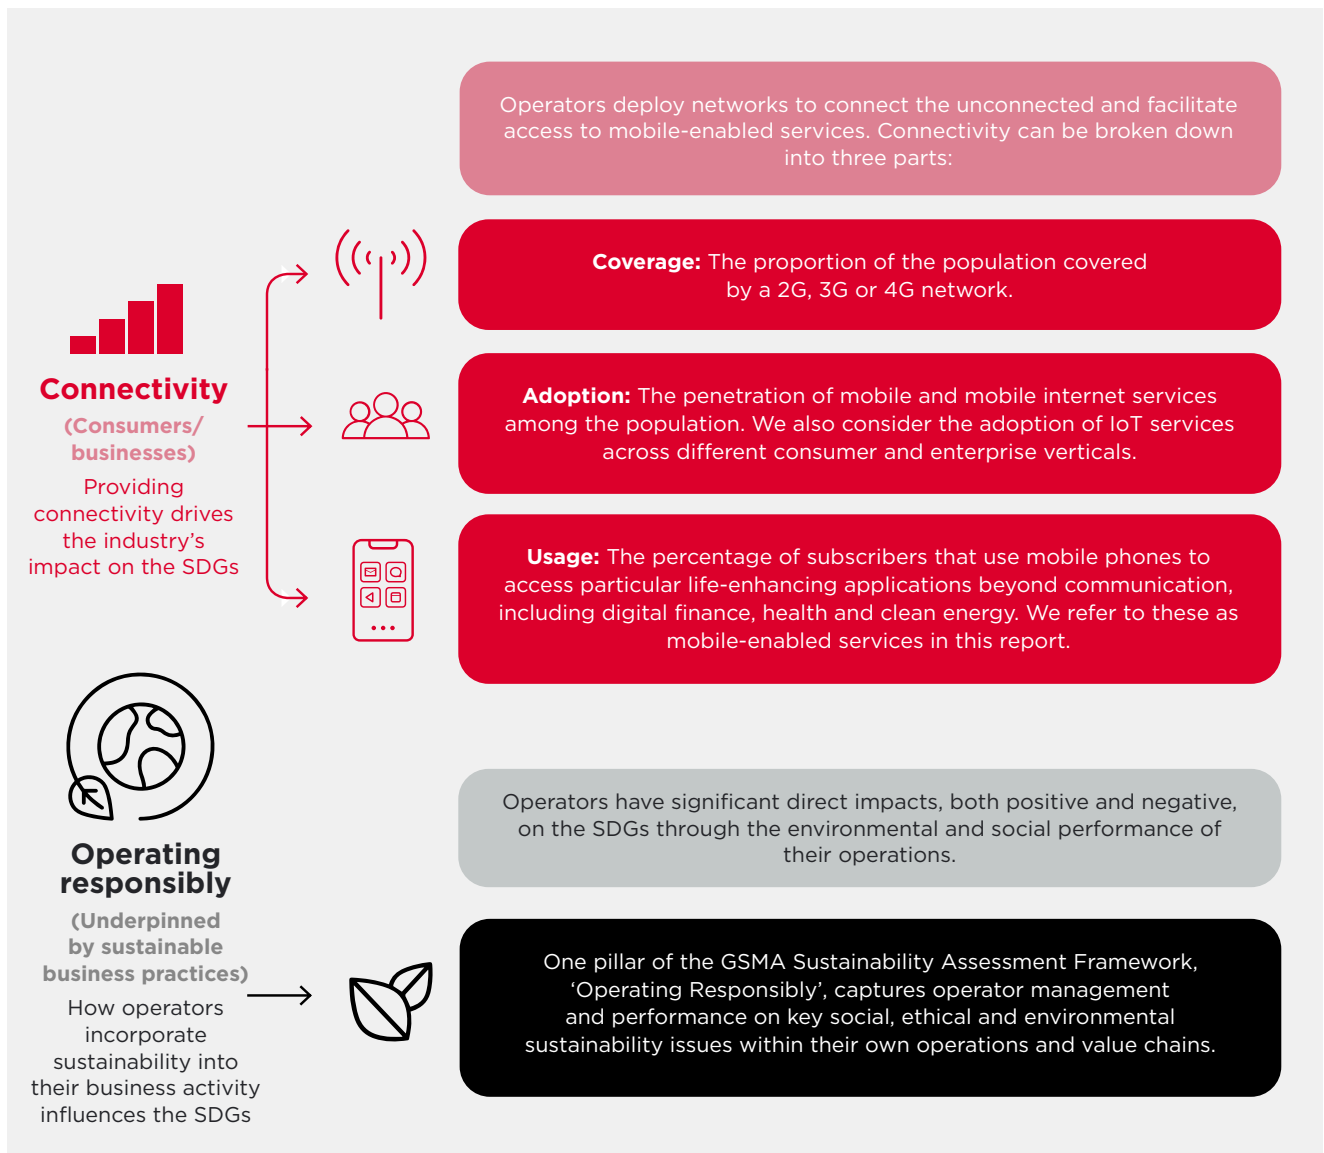 Operators deploy networks to connect the unconnected and facilitate
access to mobile-enabled services. Connectivity can be broken down
into three parts:
Connectivity
(Consumers/
businesses)
Providing
connectivity drives
the industry’s
impact on the SDGs
Coverage: The proportion of the population covered
by a 2G, 3G or 4G network.
Adoption: The penetration of mobile and mobile internet services
among the population. We also consider the adoption of IoT services
across different consumer and enterprise verticals.
Usage: The percentage of subscribers that use mobile phones to
access particular life-enhancing applications beyond communication,
including digital finance, health and clean energy. We refer to these as
mobile-enabled services in this report.
Operating
responsibly
(Underpinned
by sustainable
business practices)
How operators
incorporate
sustainability into
their business activity
influences the SDGs
Operators have significant direct impacts, both positive and negative,
on the SDGs through the environmental and social performance of
their operations.
One pillar of the GSMA Sustainability Assessment Framework,
‘Operating Responsibly’, captures operator management
and performance on key social, ethical and environmental
sustainability issues within their own operations and value chains.